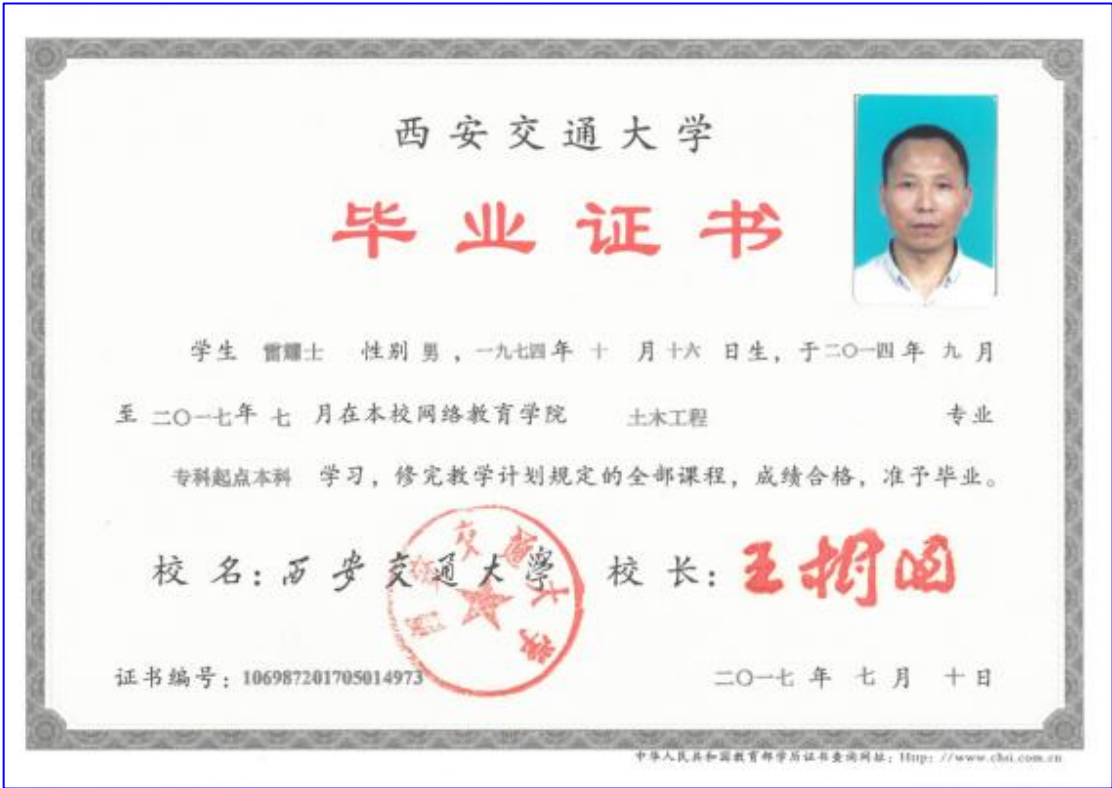 西安交通大学
毕业证书
学生 雷耀士 性别 男，一九七四年 十 月 十六 日生，于二〇一四年 九 月
至 二〇一七年 七 月在本校网络教育学院 土木工程 专业
专科起点本科 学习，修完教学计划规定的全部课程，成绩合格，准予毕业。
校 名：西安交通大學 校 长：王树国
西安交通大学
证书编号：106987201705014973
二〇一七 年 七 月 十 日
中华人民共和国教育部学历证书查询网址：Http：//www.chsi.com.cn